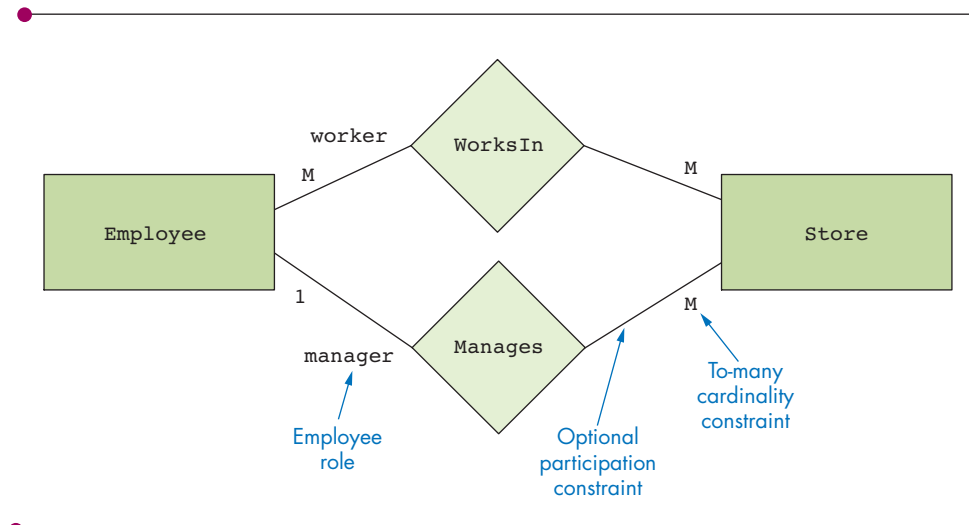 worker
WorksIn
M
M
Employee
Store
1
M
manager
Manages
To-many
cardinality
constraint
Employee
role
Optional
participation
constraint